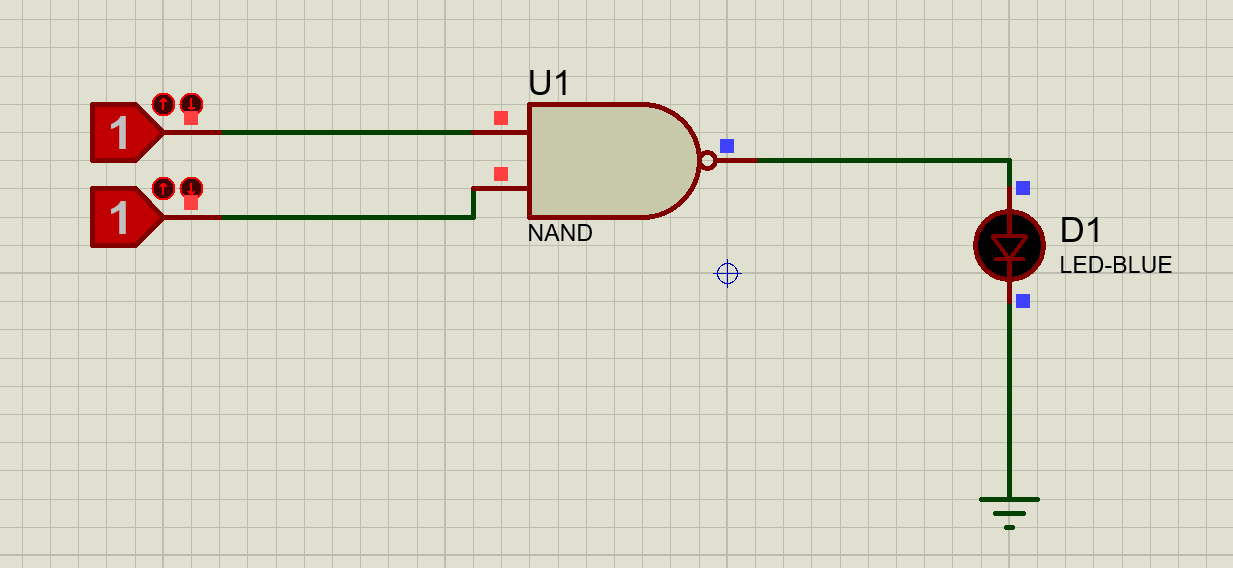 U1
1
1
NAND
D1
LED-BLUE